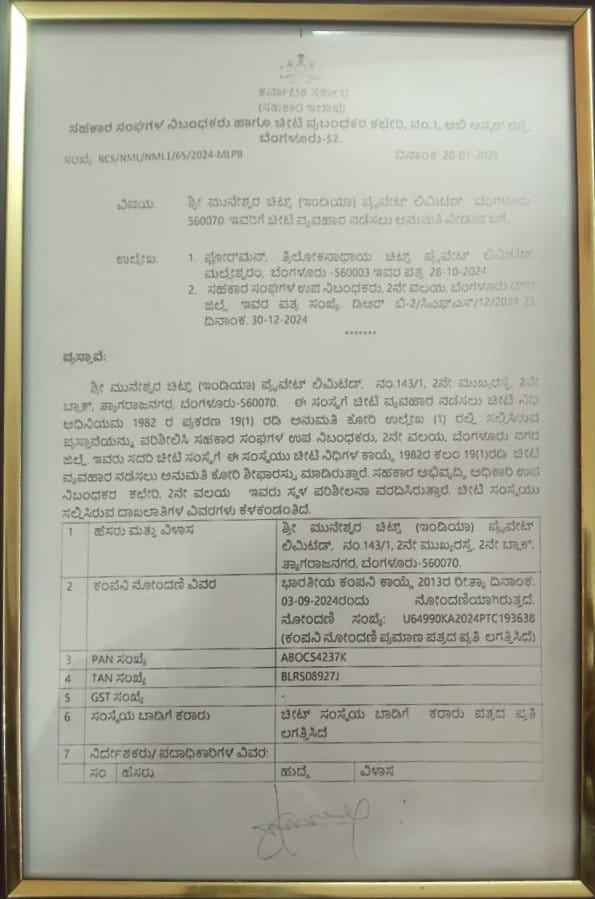 ಕರ್ನಾಟಕ ಸರ್ಕಾರ
(ಸಹಕಾರ ಇಲಾಖೆ)
ಸಹಕಾರ ಸಂಘಗಳ ನಿಬಂಧಕರು ಹಾಗೂ ಚೀಟಿ ಪ್ರಬಂಧಕರ ಕಛೇರಿ, ನಂ.1, ಅಲಿ ಆಸ್ಕರ್ ರಸ್ತೆ,
ಬೆಂಗಳೂರು-52.
ಸಂಖ್ಯೆ: RCS/NML/NML1/65/2024-MLPB ದಿನಾಂಕ: 20-01-2025
ವಿಷಯ: ಶ್ರೀ ಮುನೇಶ್ವರ ಚಿಟ್ಸ್ (ಇಂಡಿಯಾ) ಪ್ರೈವೇಟ್ ಲಿಮಿಟೆಡ್, ಬೆಂಗಳೂರು-
560070. ಇವರಿಗೆ ಚೀಟಿ ವ್ಯವಹಾರ ನಡೆಸಲು ಅನುಮತಿ ನೀಡುವ ಬಗ್ಗೆ.
ಉಲ್ಲೇಖ: 1. ಫೋರ್‌ಮನ್, ತ್ರಿಲೋಕನಾಥಾಯ ಚಿಟ್ಸ್ ಪ್ರೈವೇಟ್ ಲಿಮಿಟೆಡ್,
ಮಲ್ಲೇಶ್ವರಂ, ಬೆಂಗಳೂರು -560003 ಇವರ ಪತ್ರ 28-10-2024
2. ಸಹಕಾರ ಸಂಘಗಳ ಉಪ ನಿಬಂಧಕರು, 2ನೇ ವಲಯ, ಬೆಂಗಳೂರು ನಗರ
ಜಿಲ್ಲೆ, ಇವರ ಪತ್ರ ಸಂಖ್ಯೆ: ಡಿಆರ್ ಬಿ-2/ಸಿಎಫ್ಎಸ್/12/2024-25
ದಿನಾಂಕ: 30-12-2024
*******
ಪ್ರಸ್ತಾವೆ:
ಶ್ರೀ ಮುನೇಶ್ವರ ಚಿಟ್ಸ್ (ಇಂಡಿಯಾ) ಪ್ರೈವೇಟ್ ಲಿಮಿಟೆಡ್, ನಂ.143/1, 2ನೇ ಮುಖ್ಯರಸ್ತೆ, 2ನೇ
ಬ್ಲಾಕ್, ತ್ಯಾಗರಾಜನಗರ, ಬೆಂಗಳೂರು-560070. ಈ ಸಂಸ್ಥೆಗೆ ಚೀಟಿ ವ್ಯವಹಾರ ನಡೆಸಲು ಚೀಟಿ ನಿಧಿ
ಅಧಿನಿಯಮ 1982 ರ ಪ್ರಕರಣ 19(1) ರಡಿ ಅನುಮತಿ ಕೋರಿ ಉಲ್ಲೇಖ (1) ರಲ್ಲಿ ಸಲ್ಲಿಸಿರುವ
ಪ್ರಸ್ತಾವನೆಯನ್ನು ಪರಿಶೀಲಿಸಿ ಸಹಕಾರ ಸಂಘಗಳ ಉಪ ನಿಬಂಧಕರು, 2ನೇ ವಲಯ, ಬೆಂಗಳೂರು ನಗರ
ಜಿಲ್ಲೆ, ಇವರು ಸದರಿ ಚೀಟಿ ಸಂಸ್ಥೆಗೆ ಈ ಸಂಸ್ಥೆಯು ಚೀಟಿ ನಿಧಿಗಳ ಕಾಯ್ದೆ 1982ರ ಕಲಂ 19(1)ರಡಿ ಚೀಟಿ
ವ್ಯವಹಾರ ನಡೆಸಲು ಅನುಮತಿ ಕೋರಿ ಶಿಫಾರಸ್ಸು ಮಾಡಿರುತ್ತಾರೆ. ಸಹಕಾರ ಅಭಿವೃದ್ಧಿ ಅಧಿಕಾರಿ ಉಪ
ನಿಬಂಧಕರ ಕಛೇರಿ, 2ನೇ ವಲಯ ಇವರು ಸ್ಥಳ ಪರಿಶೀಲನಾ ವರದಿಸಿರುತ್ತಾರೆ. ಚೀಟಿ ಸಂಸ್ಥೆಯು
ಸಲ್ಲಿಸಿರುವ ದಾಖಲಾತಿಗಳ ವಿವರಗಳು ಕೆಳಕಂಡಂತಿದೆ.
1 ಹೆಸರು ಮತ್ತು ವಿಳಾಸ ಶ್ರೀ ಮುನೇಶ್ವರ ಚಿಟ್ಸ್ (ಇಂಡಿಯಾ) ಪ್ರೈವೇಟ್
ಲಿಮಿಟೆಡ್, ನಂ.143/1, 2ನೇ ಮುಖ್ಯರಸ್ತೆ, 2ನೇ ಬ್ಲಾಕ್,
ತ್ಯಾಗರಾಜನಗರ, ಬೆಂಗಳೂರು-560070.
2 ಕಂಪೆನಿ ನೋಂದಣಿ ವಿವರ ಭಾರತೀಯ ಕಂಪನಿ ಕಾಯ್ದೆ 2013ರ ರೀತ್ಯಾ ದಿನಾಂಕ:
03-09-2024ರಂದು ನೋಂದಣಿಯಾಗಿರುತ್ತದೆ.
ನೋಂದಣಿ ಸಂಖ್ಯೆ: U64990KA2024PTC193638
(ಕಂಪನಿ ನೋಂದಣಿ ಪ್ರಮಾಣ ಪತ್ರದ ಪ್ರತಿ ಲಗತ್ತಿಸಿದೆ)
3 PAN ಸಂಖ್ಯೆ ABOCS4237K
4 TAN ಸಂಖ್ಯೆ BLRS08927J
5 GST ಸಂಖ್ಯೆ -
6 ಸಂಸ್ಥೆಯ ಬಾಡಿಗೆ ಕರಾರು ಚೀಟ್ ಸಂಸ್ಥೆಯ ಬಾಡಿಗೆ ಕರಾರು ಪತ್ರದ ಪ್ರತಿ
ಲಗತ್ತಿಸಿದೆ
7 ನಿರ್ದೇಶಕರು/ ಪದಾಧಿಕಾರಿಗಳ ವಿವರ:
ಸಂ ಹೆಸರು ಹುದ್ದೆ ವಿಳಾಸ